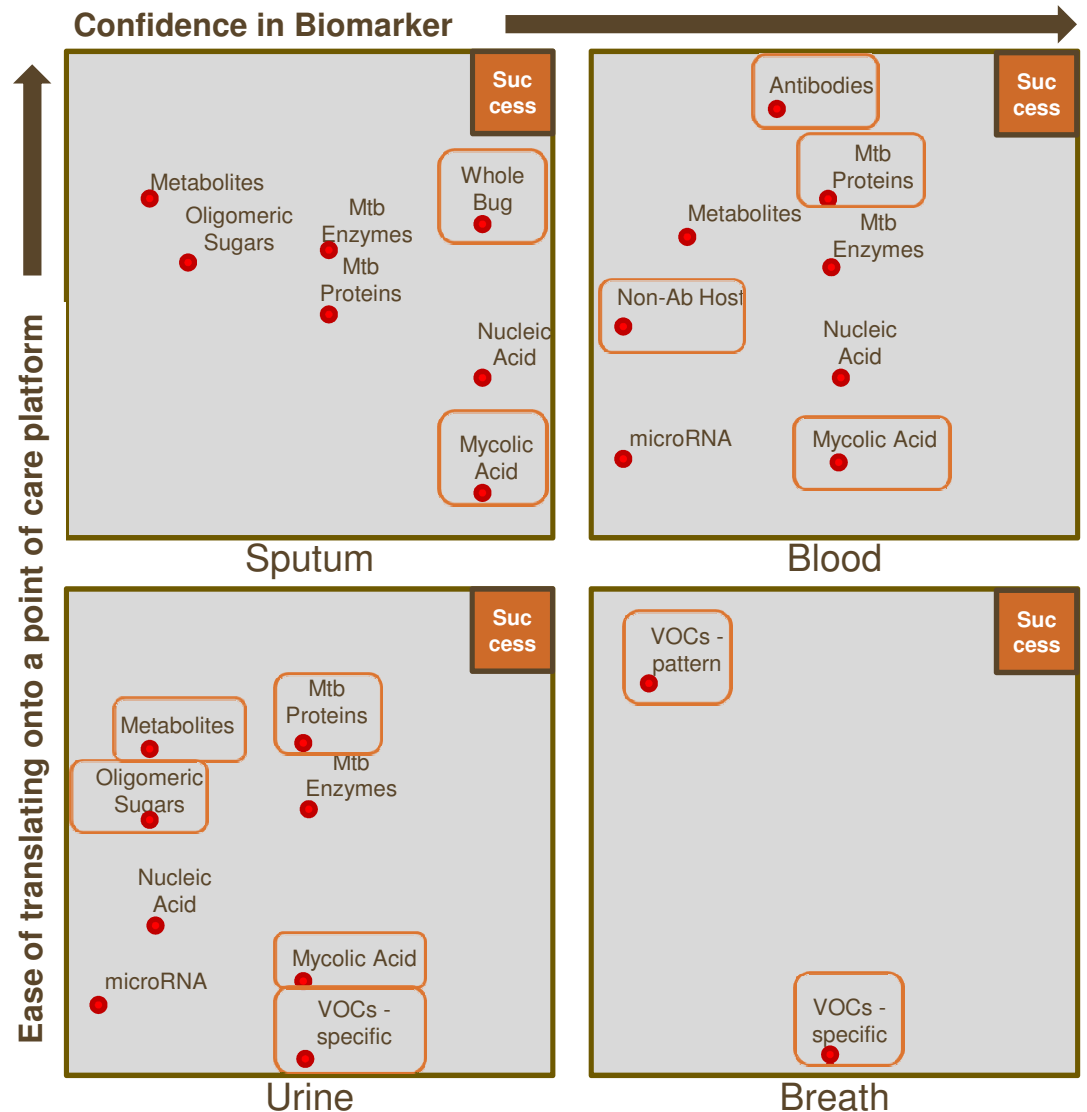 Confidence in Biomarker
Ease of translating onto a point of care platform
Suc
cess
Metabolites
Oligomeric
Sugars
Mtb
Enzymes
Mtb
Proteins
Whole
Bug
Nucleic
Acid
Mycolic
Acid
Sputum
Suc
cess
Antibodies
Mtb
Proteins
Metabolites
Mtb
Enzymes
Non-Ab Host
Nucleic
Acid
microRNA
Mycolic Acid
Blood
Suc
cess
Mtb
Proteins
Metabolites
Mtb
Enzymes
Oligomeric
Sugars
Nucleic
Acid
Mycolic Acid
microRNA
VOCs -
specific
Urine
Suc
cess
VOCs -
pattern
VOCs -
specific
Breath